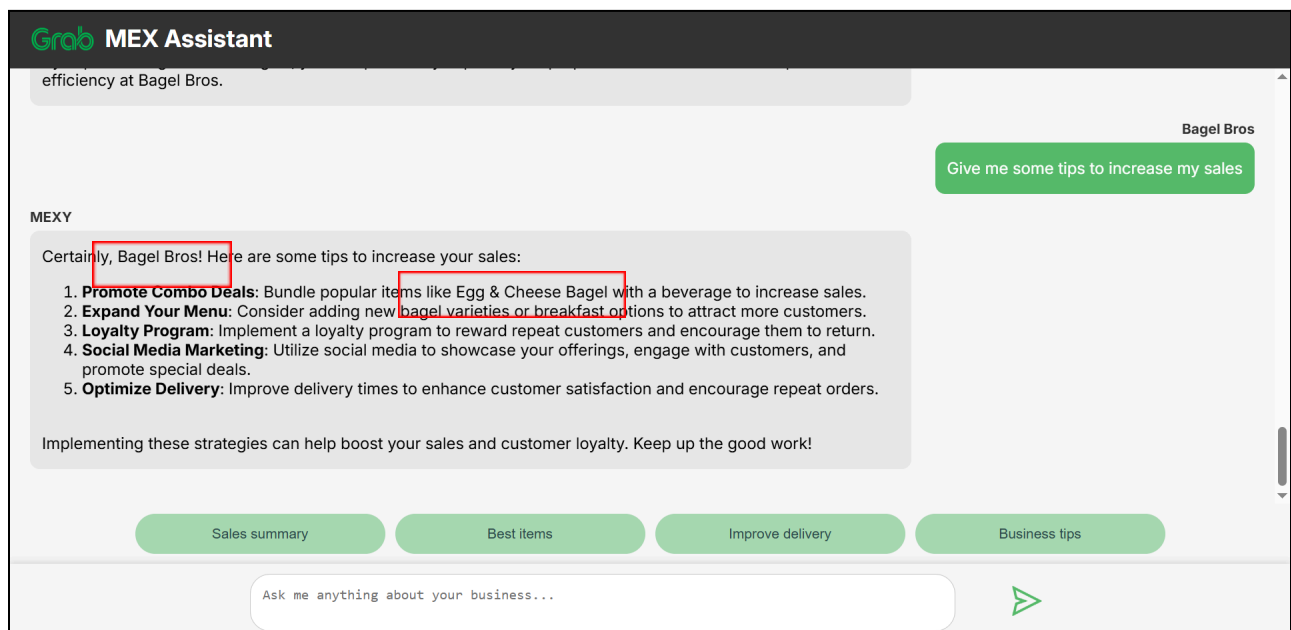 Grab MEX Assistant
efficiency at Bagel Bros.
Bagel Bros
Give me some tips to increase my sales
MEXY
Certainly, Bagel Bros! Here are some tips to increase your sales:
1. Promote Combo Deals: Bundle popular items like Egg & Cheese Bagel with a beverage to increase sales.
2. Expand Your Menu: Consider adding new bagel varieties or breakfast options to attract more customers.
3. Loyalty Program: Implement a loyalty program to reward repeat customers and encourage them to return.
4. Social Media Marketing: Utilize social media to showcase your offerings, engage with customers, and
promote special deals.
5. Optimize Delivery: Improve delivery times to enhance customer satisfaction and encourage repeat orders.
Implementing these strategies can help boost your sales and customer loyalty. Keep up the good work!
Sales summary
Best items
Improve delivery
Business tips
Ask me anything about your business...